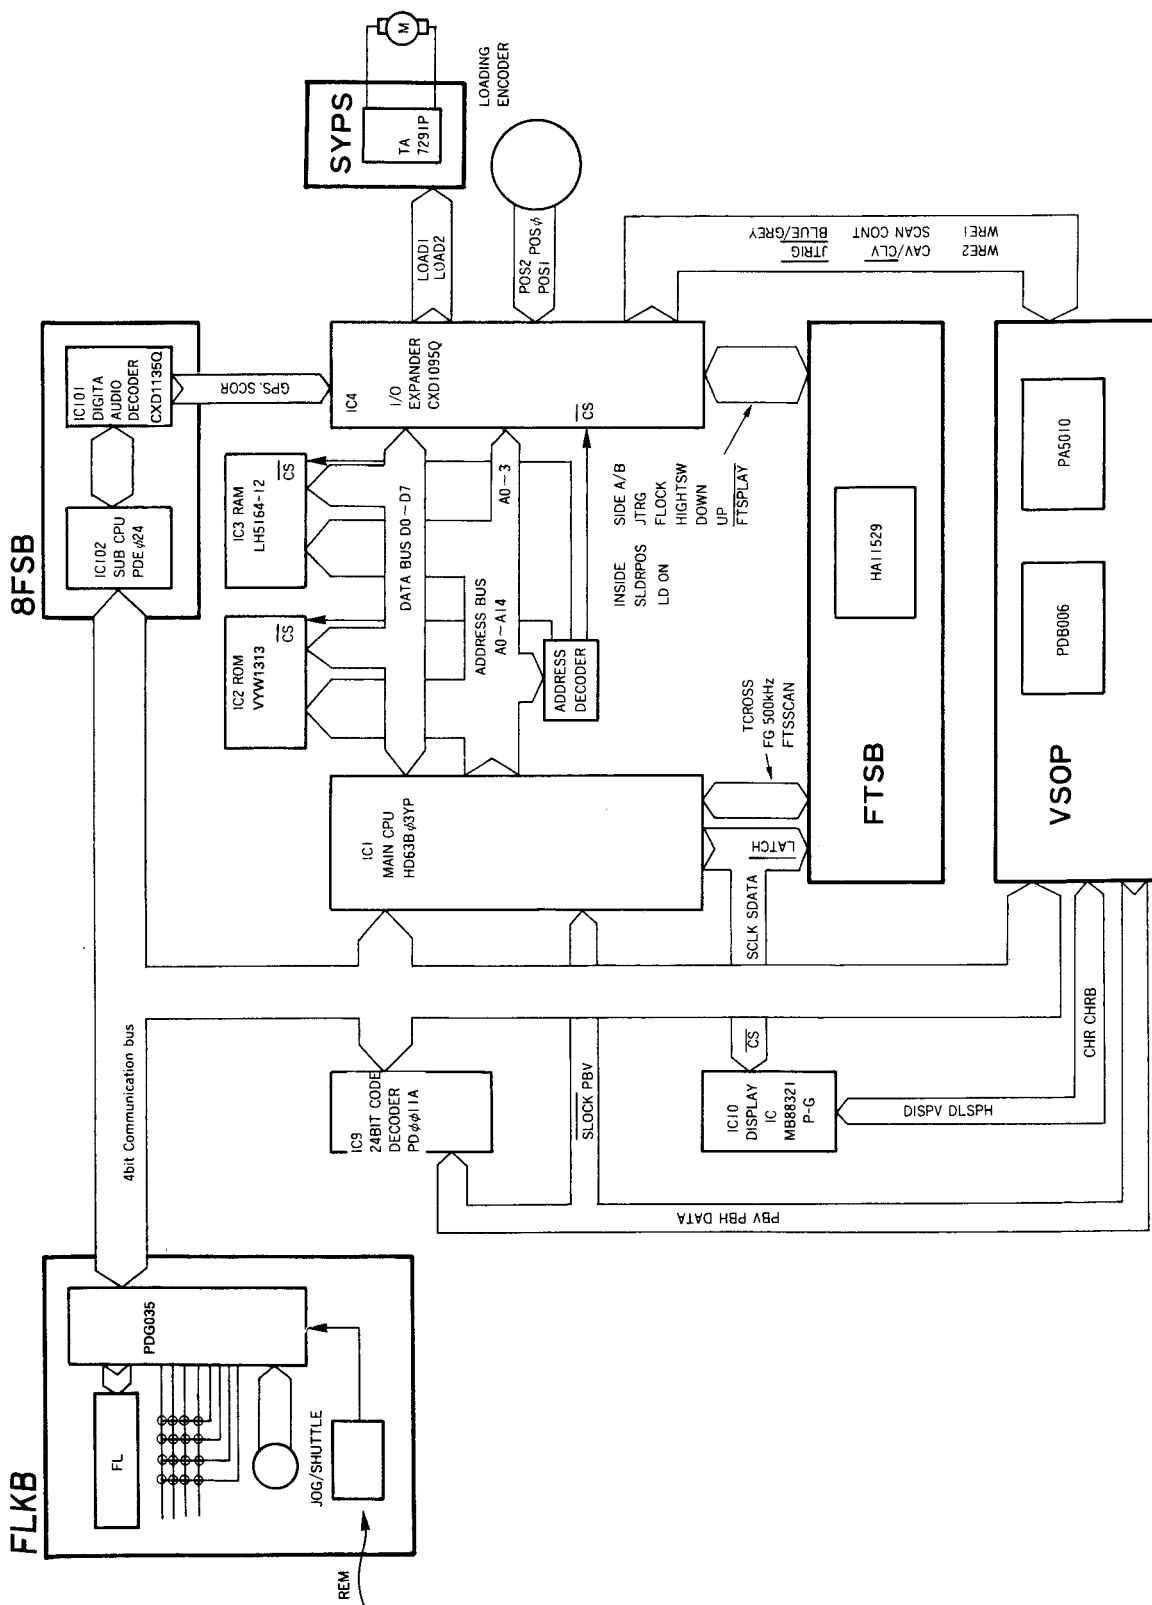 FLKB
FL
PDG035
JOG/SHUTTLE
REM
4bit Communication bus
8FSB
IC102
SUB CPU
PDEφ24
IC101
DIGITA
AUDIO
DECODER
CXD1135Q
GPS. SCOR
SYPS
TA
7291P
M
LOADING
ENCODER
LOAD1
LOAD2
POS2 POSφ
POS1
IC2 ROM
VYW1313
CS
IC3 RAM
LH5164-12
CS
IC4
I/O
EXPANDER
CXD1095Q
CS
DATA BUS D0~D7
A0~3
ADDRESS BUS
A0~A14
ADDRESS
DECODER
IC1
MAIN CPU
HD63Bφ3YP
IC9
24BIT CODE
DECODER
PDφφ11A
SLOCK PBV
SCLK SDATA
LATCH
CS
IC10
DISPLAY
IC
MB88321
P-G
DISPV DLSPH
CHR CHRB
PBV PBH DATA
TCROSS
FG 500kHz
FTSSCAN
INSIDE SIDE A/B
SLDRPOS JTRG
LD ON FLOCK
HIGHTSW
DOWN
UP
FTSPLAY
WRE2 WRE1
CAV/CLV SCAN CONT
JTRIG BLUE/GREY
FTSB
HA11529
VSOP
PDB006
PA5010